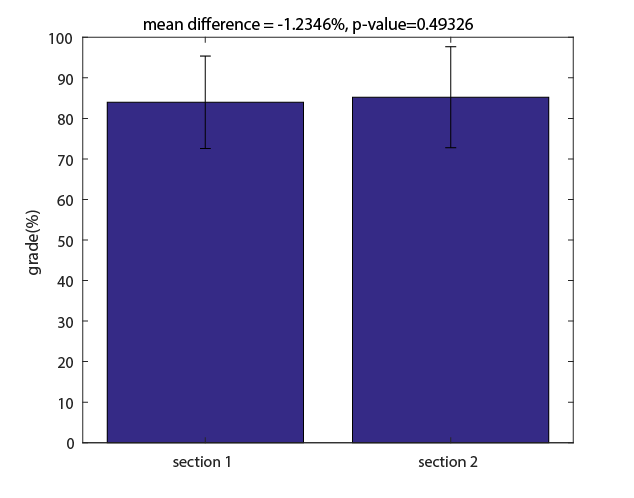 mean difference = -1.2346%, p-value=0.49326
100
90
80
70
60
50
40
30
20
10
0
grade(%)
section 1
section 2